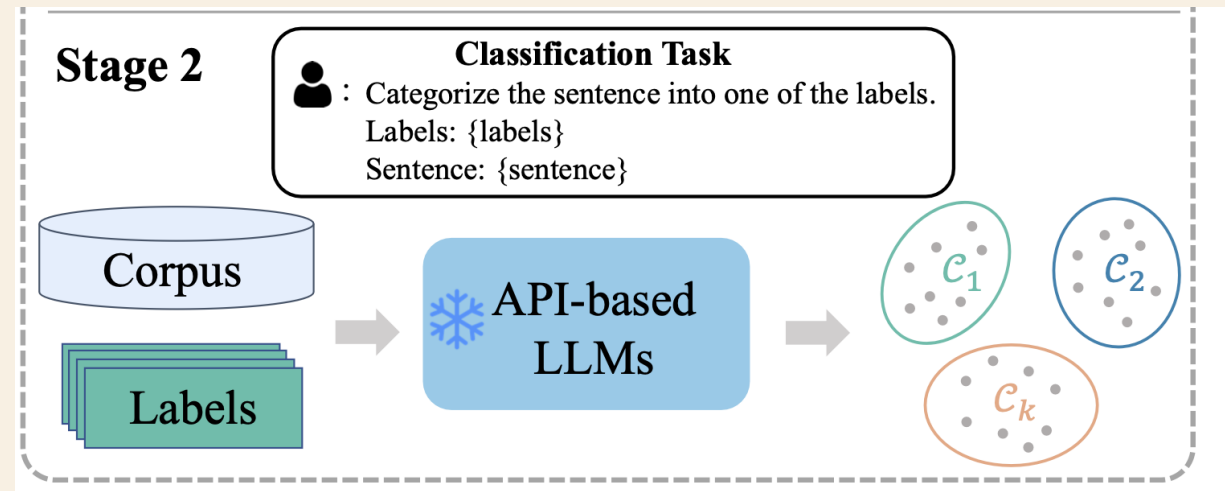 Stage 2
Classification Task
: Categorize the sentence into one of the labels.
Labels: {labels}
Sentence: {sentence}
Corpus
Labels
API-based
LLMs
𝒞₁
𝒞₂
𝒞ₖ